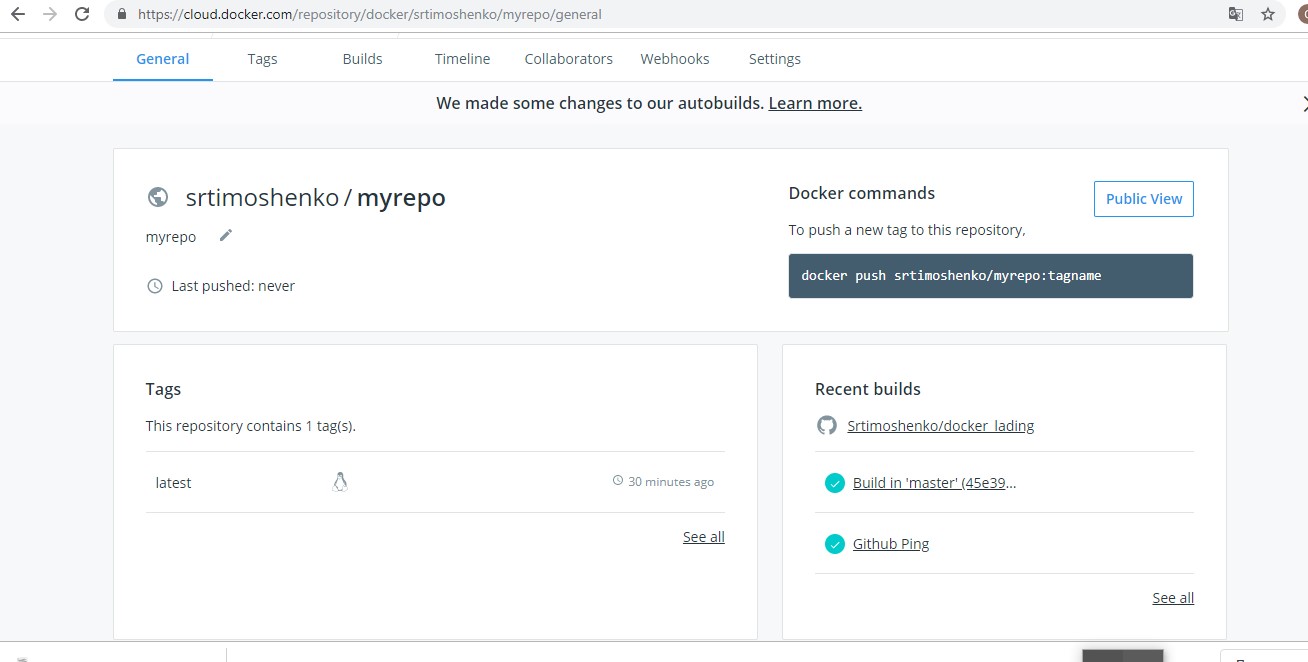 https://cloud.docker.com/repository/docker/srtimoshenko/myrepo/general
General Tags Builds Timeline Collaborators Webhooks Settings
We made some changes to our autobuilds. Learn more.
srtimoshenko / myrepo
myrepo
Last pushed: never
Docker commands
Public View
To push a new tag to this repository,
docker push srtimoshenko/myrepo:tagname
Tags
This repository contains 1 tag(s).
latest 30 minutes ago
See all
Recent builds
Srtimoshenko/docker_lading
Build in 'master' (45e39...
Github Ping
See all